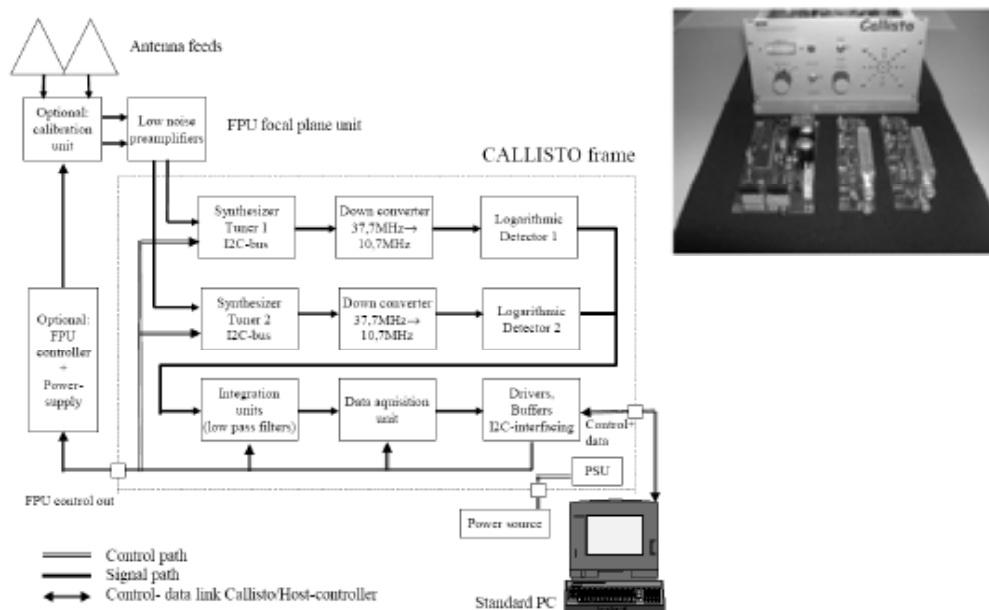 Antenna feeds
Optional:
calibration
unit
Low noise
preamplifiers
FPU focal plane unit
CALLISTO frame
Callisto
Synthesizer
Tuner 1
I2C-bus
Down converter
37,7MHz→
10,7MHz
Logarithmic
Detector 1
Synthesizer
Tuner 2
I2C-bus
Down converter
37,7MHz→
10,7MHz
Logarithmic
Detector 2
Optional:
FPU
controller
+
Power-
supply
Integration
units
(low pass filters)
Data aquisition
unit
Drivers,
Buffers
I2C-interfacing
Control+
data
PSU
FPU control out
Power source
Control path
Signal path
Control- data link Callisto/Host-controller
Standard PC